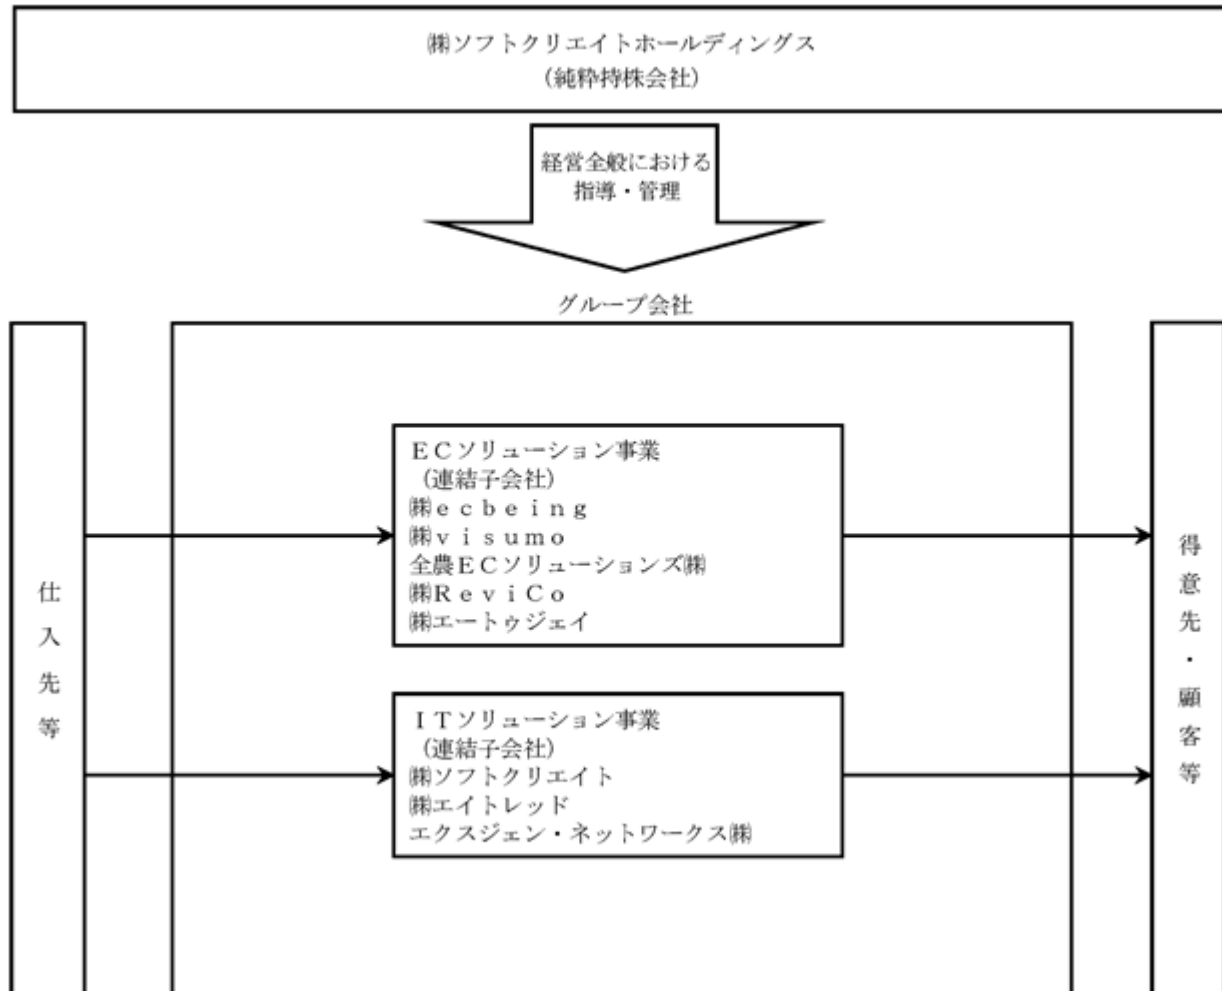 ㈱ソフトクリエイトホールディングス
(純粋持株会社)
経営全般における
指導・管理
グループ会社
仕入先等
ＥＣソリューション事業
(連結子会社)
㈱ｅｃｂｅｉｎｇ
㈱ｖｉｓｕｍｏ
全農ＥＣソリューションズ㈱
㈱ＲｅｖｉＣｏ
㈱エートゥジェイ
ＩＴソリューション事業
(連結子会社)
㈱ソフトクリエイト
㈱エイトレッド
エクスジェン・ネットワークス㈱
得意先・顧客等